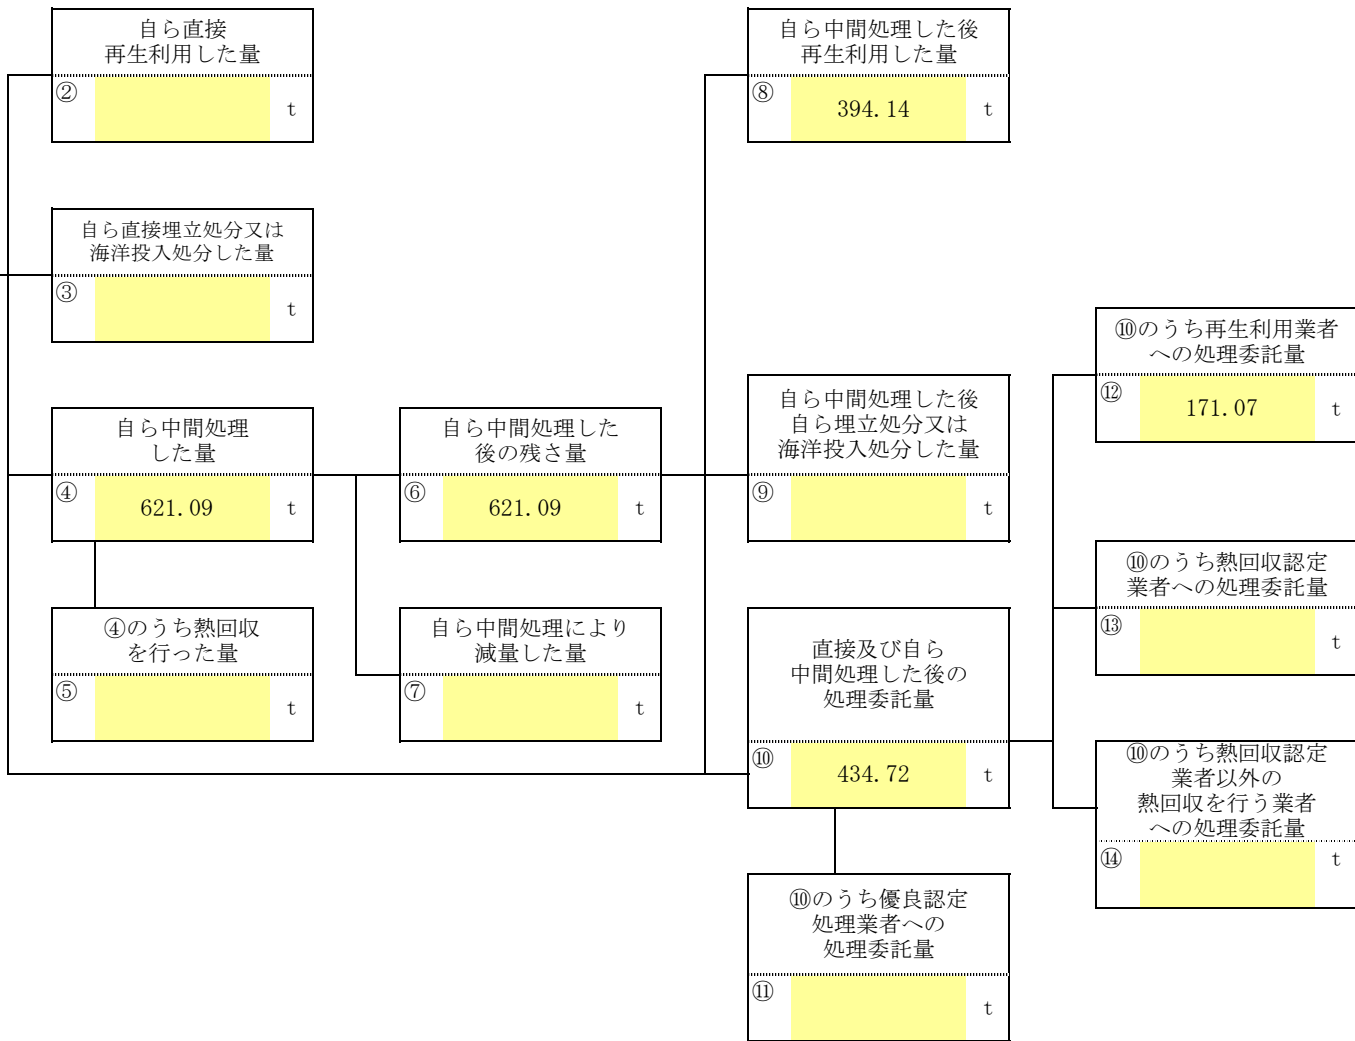 自ら直接
再生利用した量
②
t
自ら中間処理した後
再生利用した量
⑧
394.14
t
自ら直接埋立処分又は
海洋投入処分した量
③
t
⑩のうち再生利用業者
への処理委託量
⑫
171.07
t
自ら中間処理
した量
④
621.09
t
自ら中間処理した
後の残さ量
⑥
621.09
t
自ら中間処理した後
自ら埋立処分又は
海洋投入処分した量
⑨
t
⑩のうち熱回収認定
業者への処理委託量
⑬
t
④のうち熱回収
を行った量
⑤
t
自ら中間処理により
減量した量
⑦
t
直接及び自ら
中間処理した後の
処理委託量
⑩
434.72
t
⑩のうち熱回収認定
業者以外の
熱回収を行う業者
への処理委託量
⑭
t
⑩のうち優良認定
処理業者への
処理委託量
⑪
t